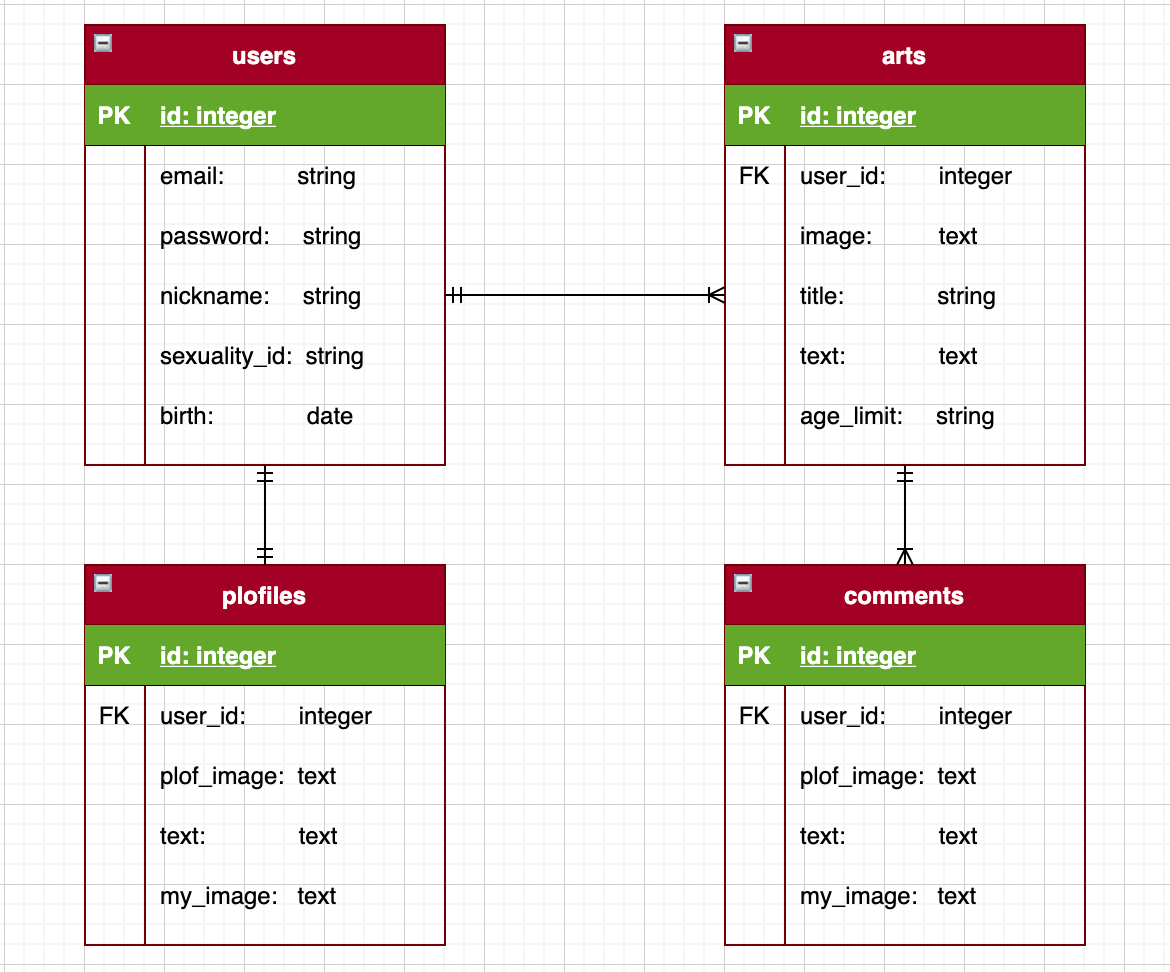 users
PK id: integer
email: string
password: string
nickname: string
sexuality_id: string
birth: date
arts
PK id: integer
FK user_id: integer
image: text
title: string
text: text
age_limit: string
plofiles
PK id: integer
FK user_id: integer
plof_image: text
text: text
my_image: text
comments
PK id: integer
FK user_id: integer
plof_image: text
text: text
my_image: text